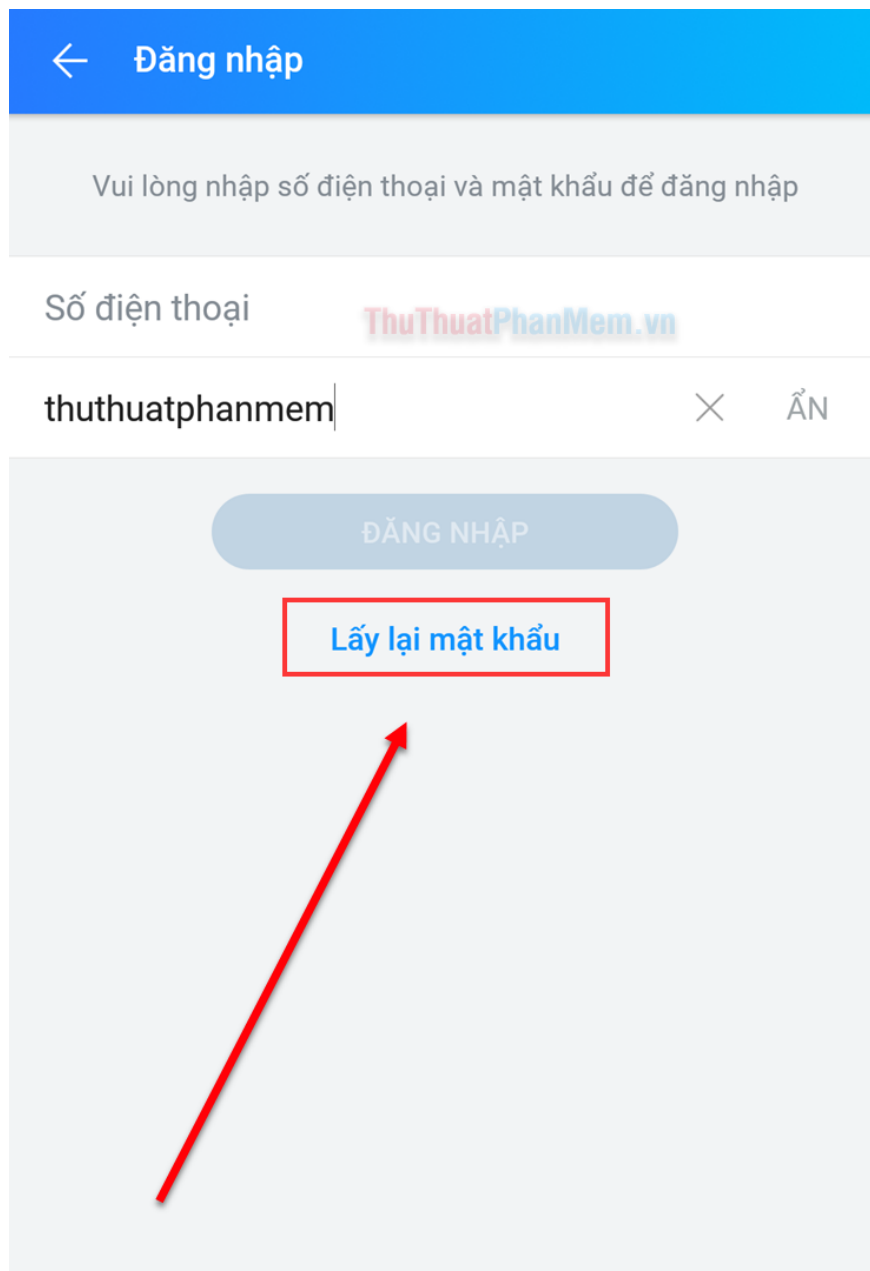 Đăng nhập
Vui lòng nhập số điện thoại và mật khẩu để đăng nhập
Số điện thoại
ThuThuatPhanMem.vn
thuthuatphanmem
ẨN
ĐĂNG NHẬP
Lấy lại mật khẩu